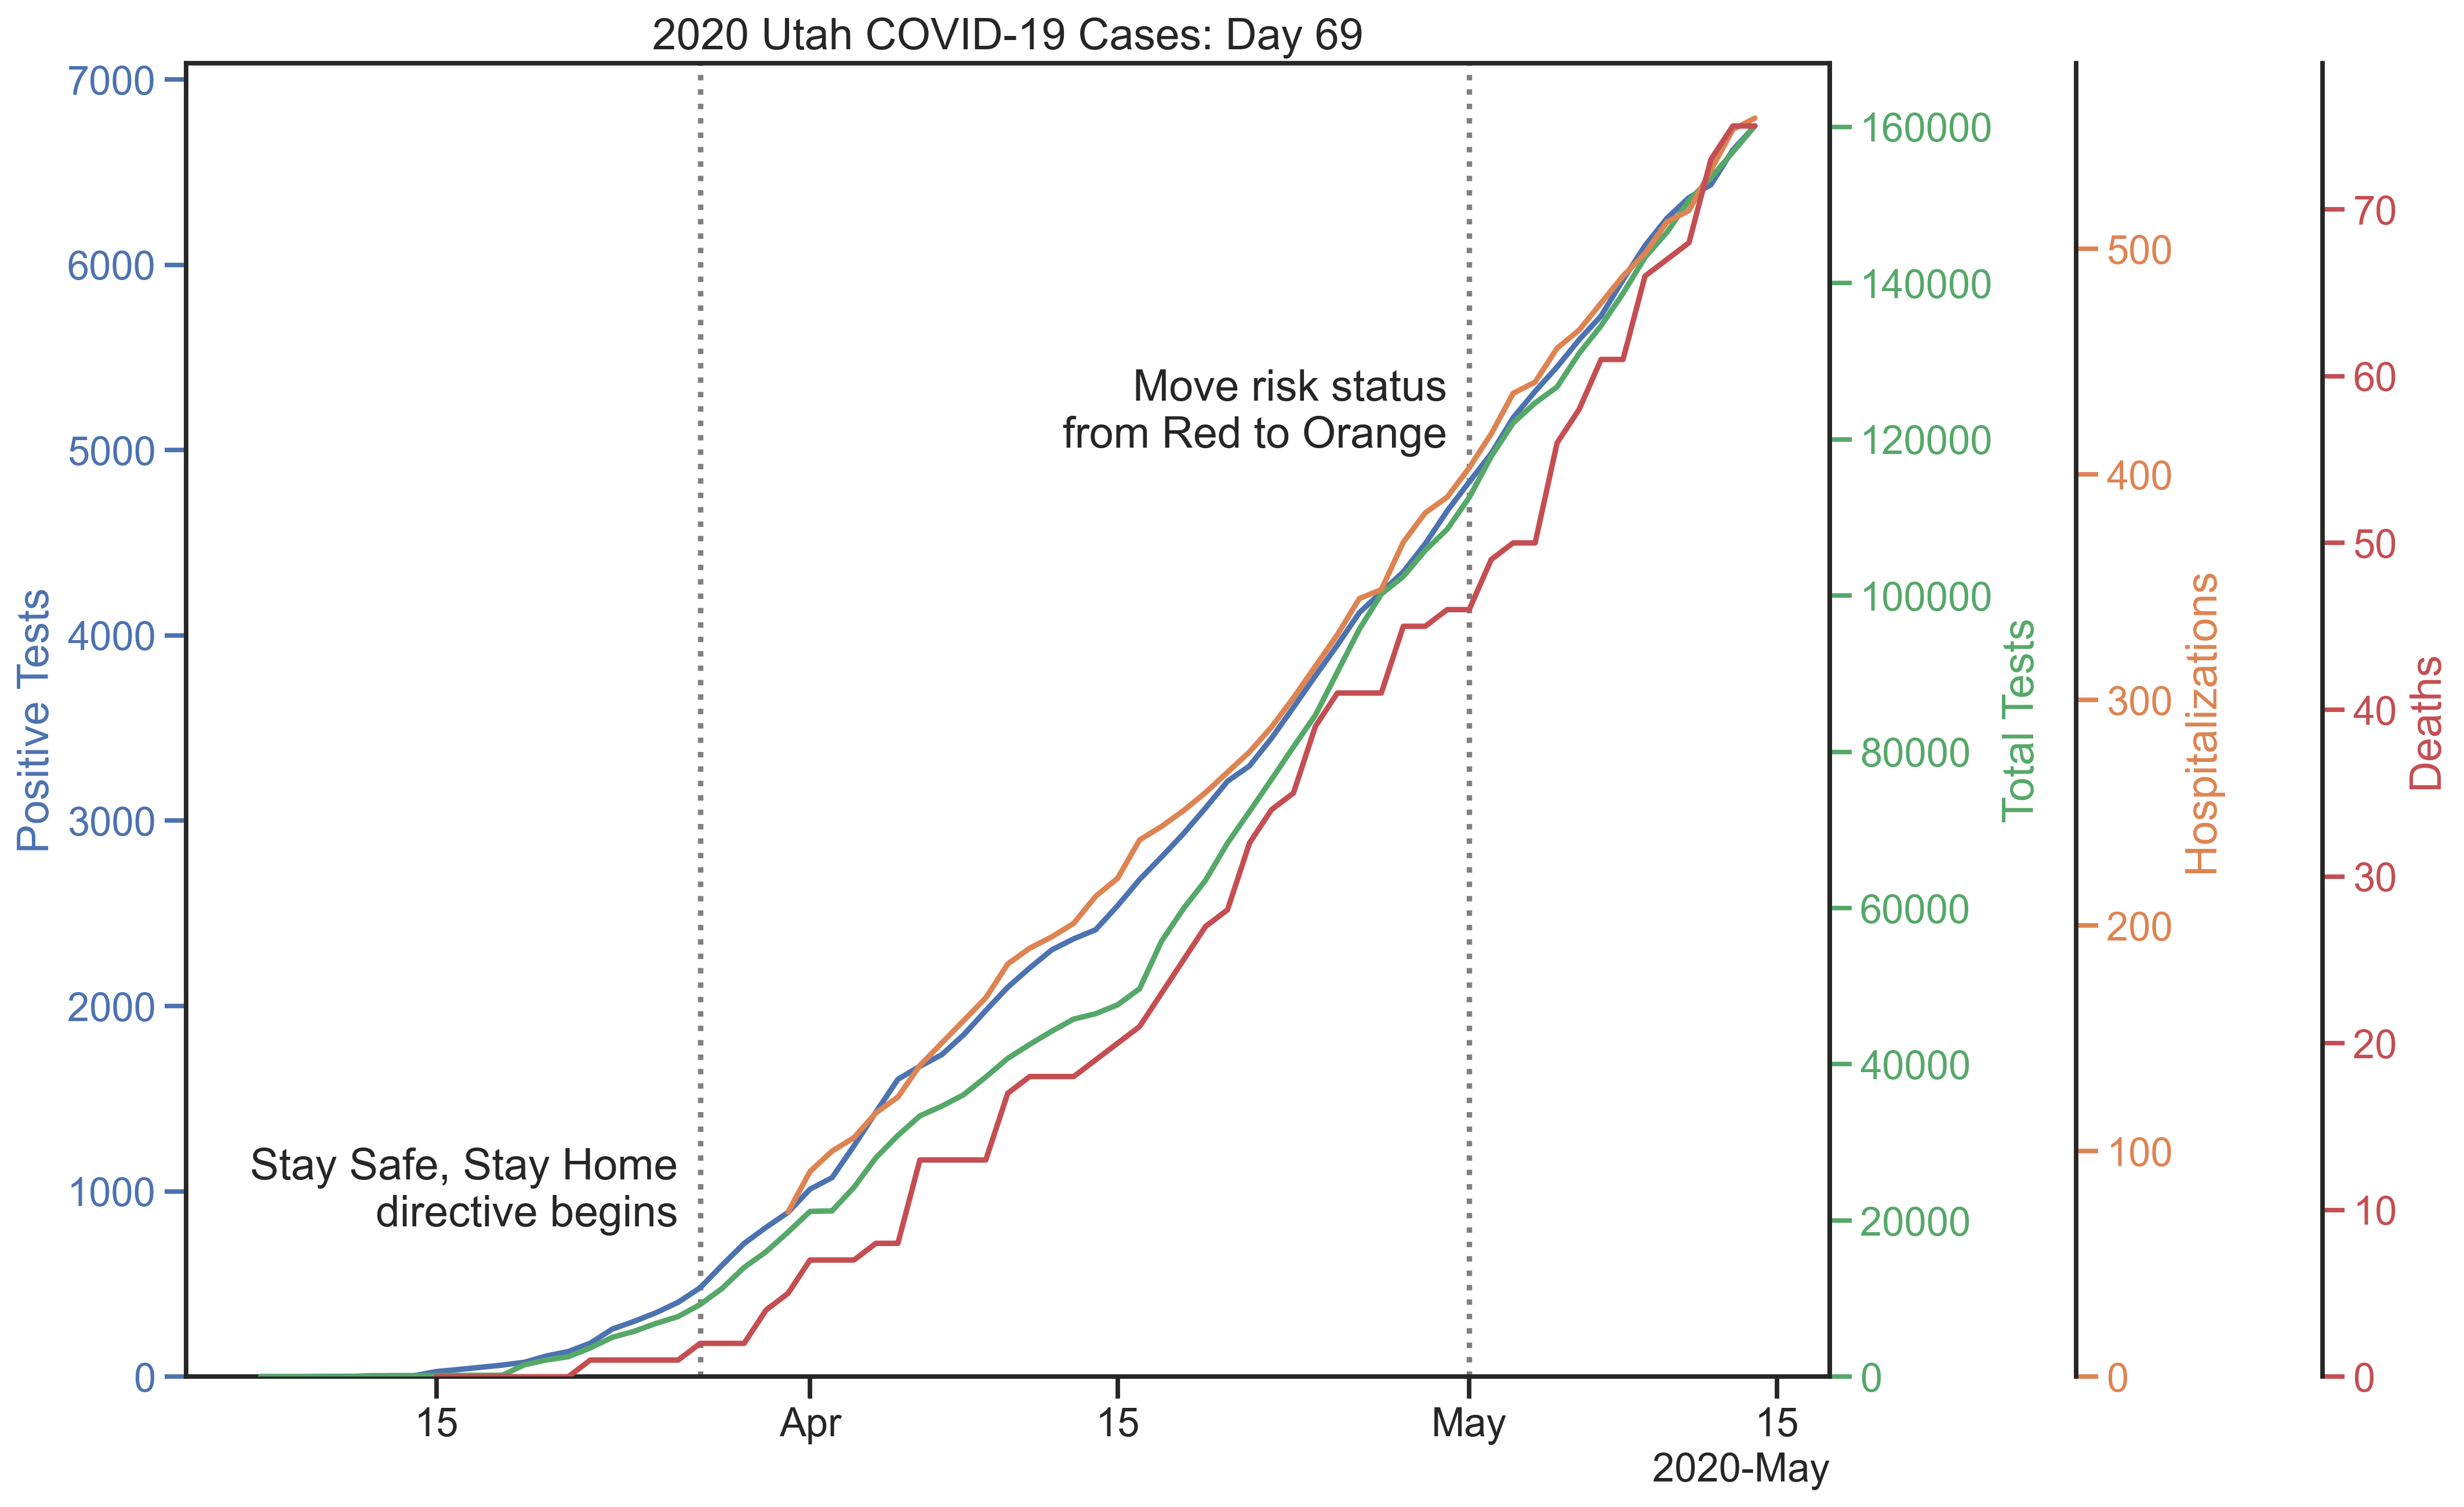 2020 Utah COVID-19 Cases: Day 69
7000
6000
5000
4000
3000
2000
1000
0
Positive Tests
Move risk status
from Red to Orange
Stay Safe, Stay Home
directive begins
15
Apr
15
May
15
2020-May
160000
140000
120000
100000
80000
60000
40000
20000
0
Total Tests
500
400
300
200
100
0
Hospitalizations
70
60
50
40
30
20
10
0
Deaths